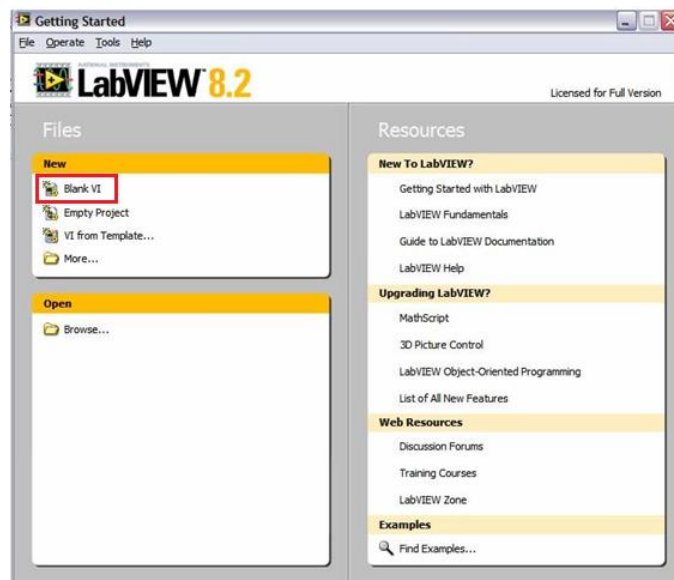 Getting Started
File Operate Tools Help
NATIONAL INSTRUMENTS
LabVIEW 8.2
Licensed for Full Version
Files
New
Blank VI
Empty Project
VI from Template...
More...
Open
Browse...
Resources
New To LabVIEW?
Getting Started with LabVIEW
LabVIEW Fundamentals
Guide to LabVIEW Documentation
LabVIEW Help
Upgrading LabVIEW?
MathScript
3D Picture Control
LabVIEW Object-Oriented Programming
List of All New Features
Web Resources
Discussion Forums
Training Courses
LabVIEW Zone
Examples
Find Examples...